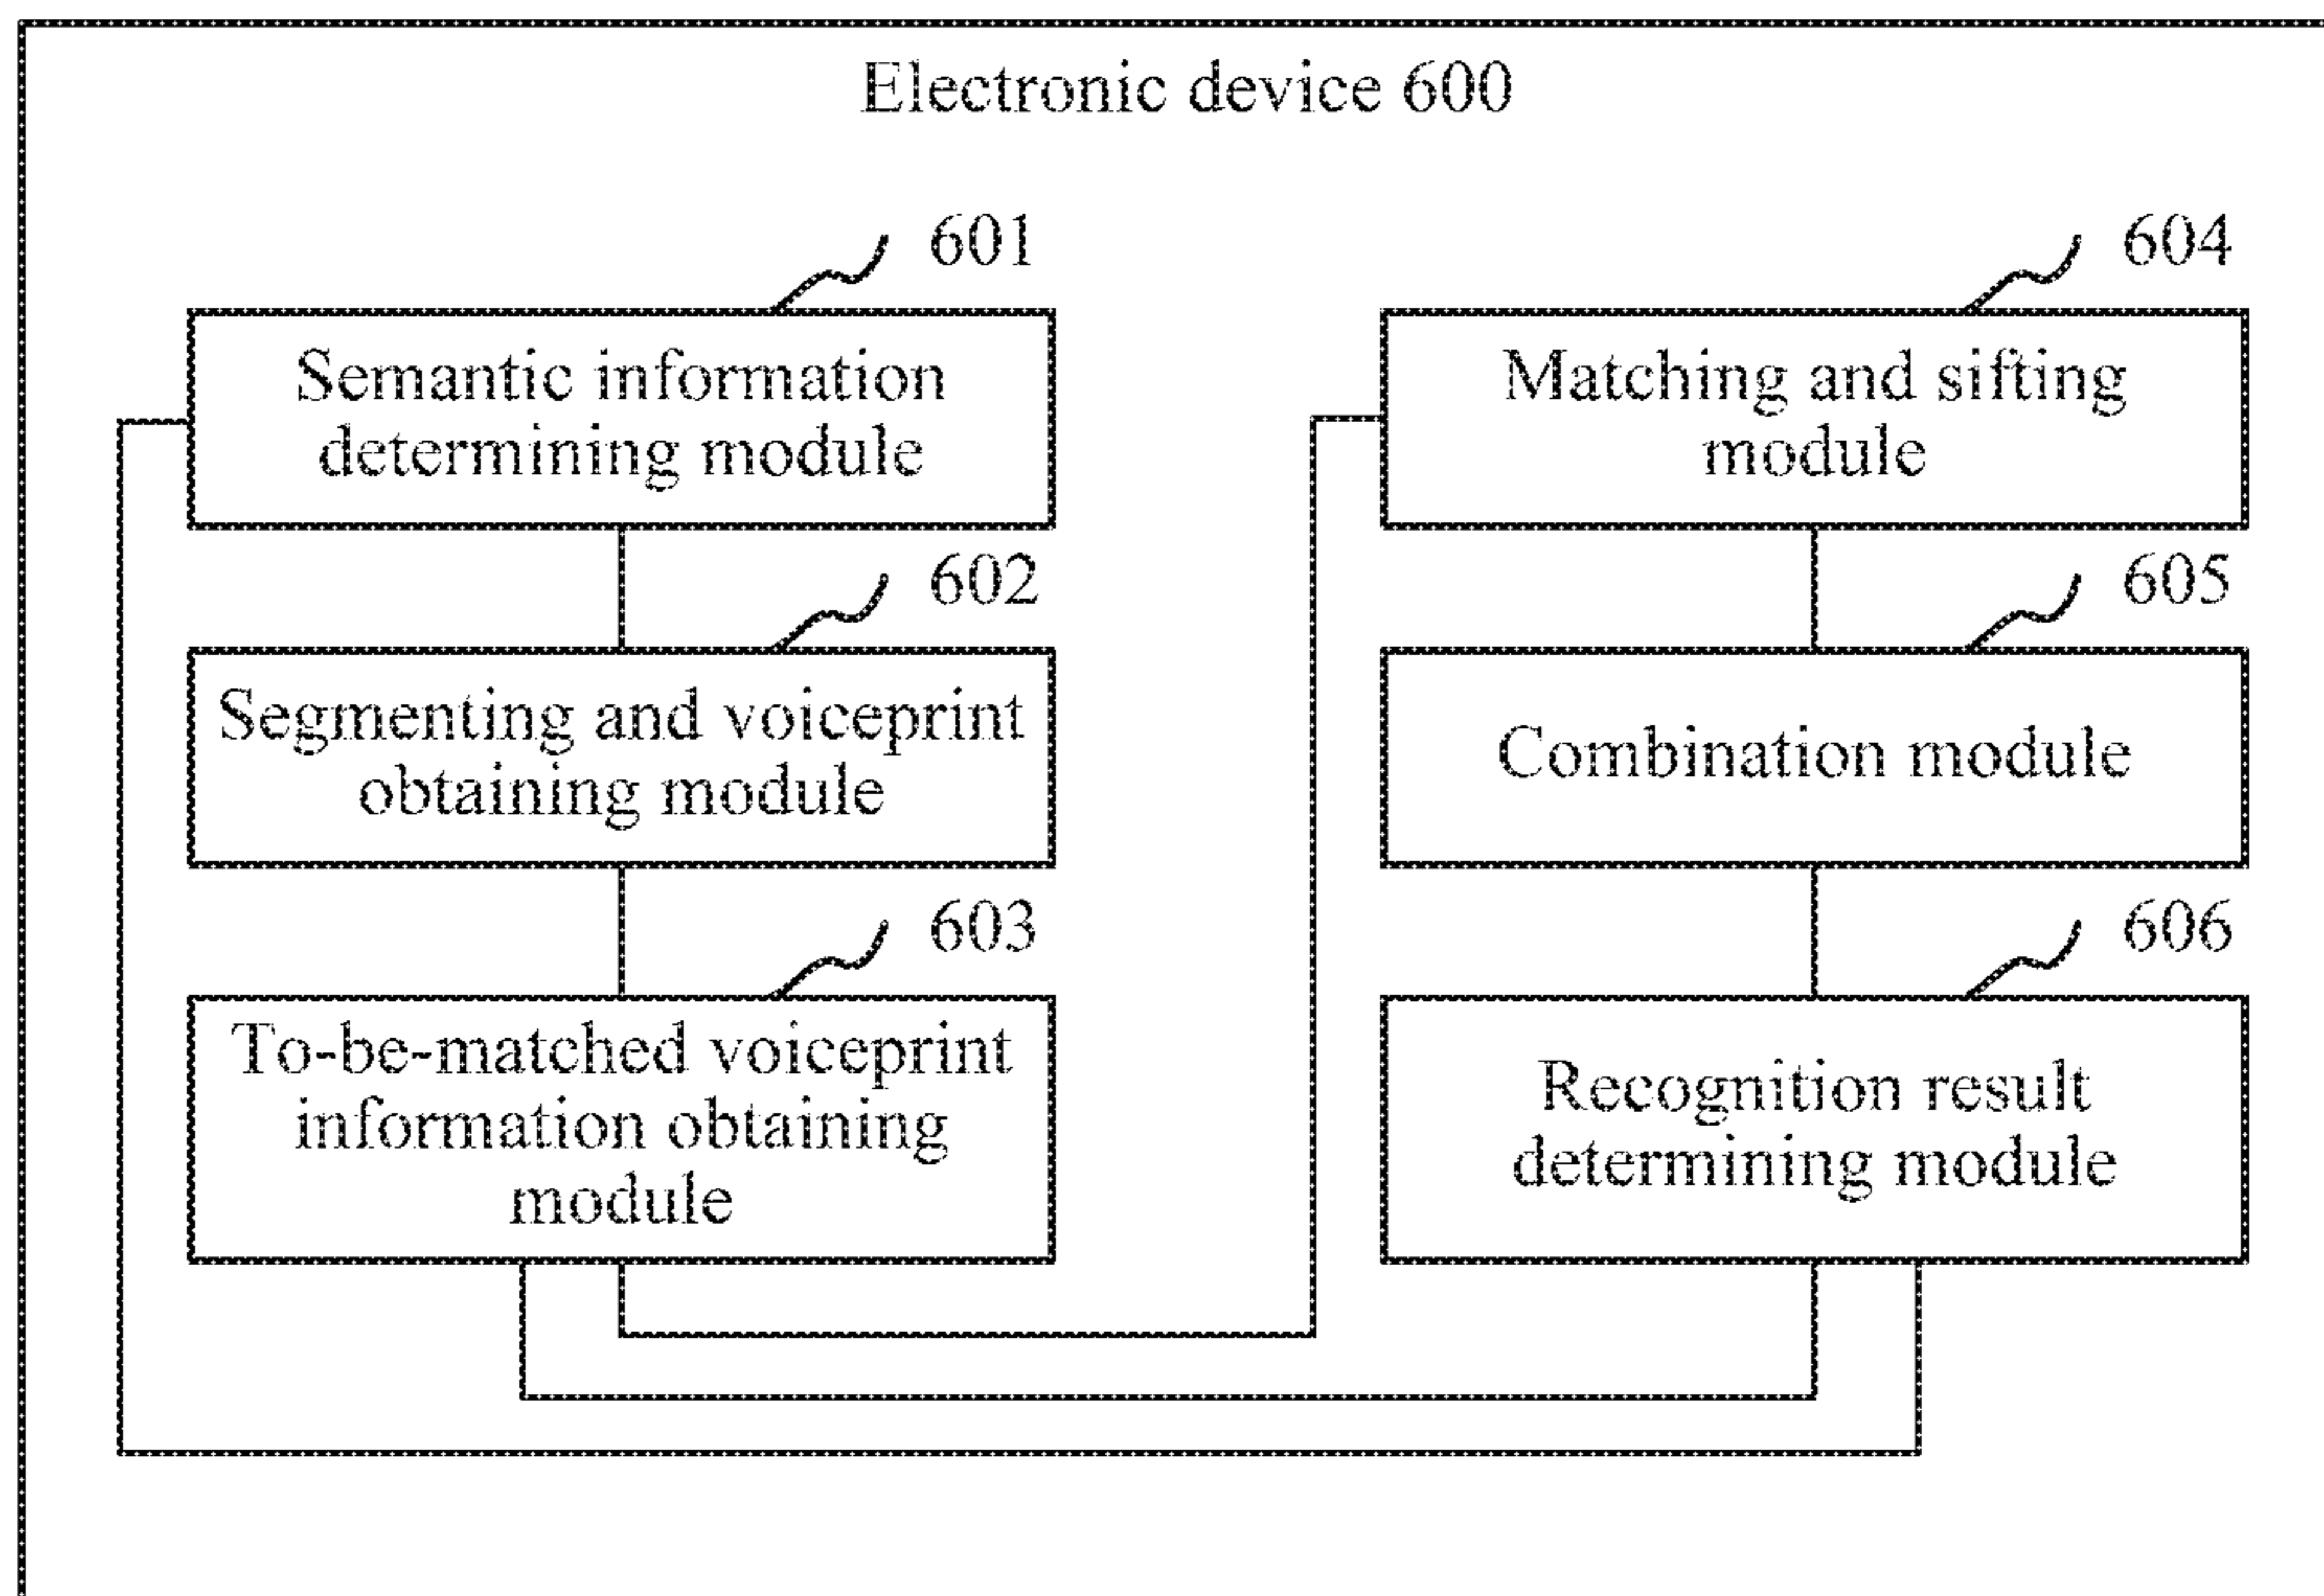 Electronic device 600
601
Semantic information
determining module
602
Segmenting and voiceprint
obtaining module
603
To-be-matched voiceprint
information obtaining
module
604
Matching and sifting
module
605
Combination module
606
Recognition result
determining module